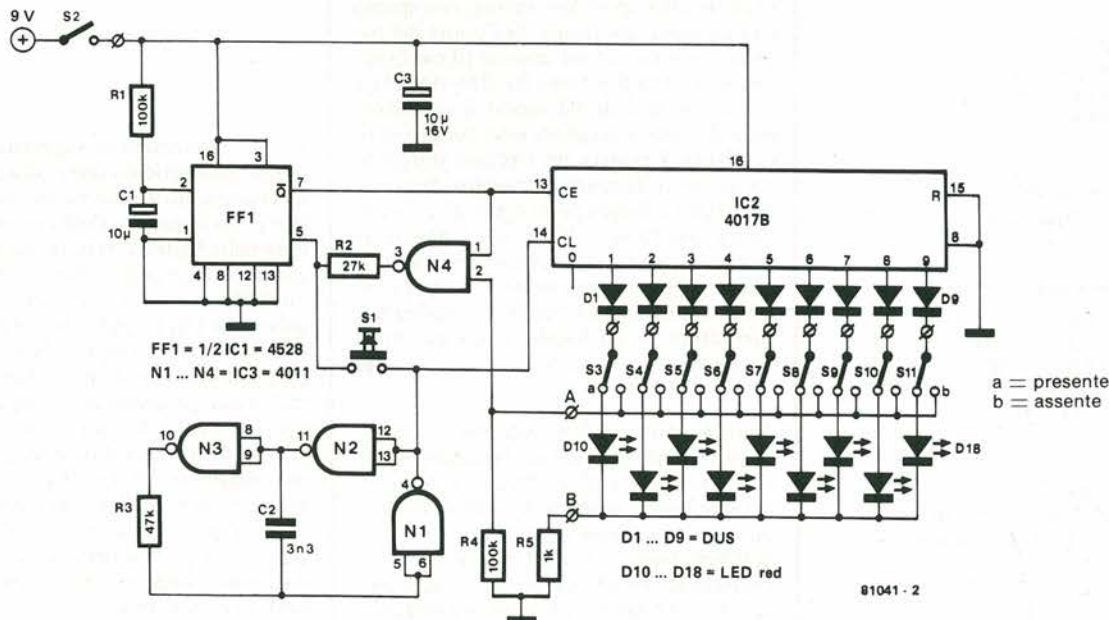 9 V
S2
R1
100k
C1
10µ
16
3
2
1
7
5
4
8
12
13
FF1
Q̅
C3
10 µ
16V
R2
27k
3
N4
1
2
S1
FF1 = 1/2 IC1 = 4528
N1 ... N4 = IC3 = 4011
16
13
CE
14
CL
IC2
4017B
R
15
8
0
1
2
3
4
5
6
7
8
9
D1
D9
S3
S4
S5
S6
S7
S8
S9
S10
S11
a
b
a = presente
b = assente
A
D10
D18
B
10
N3
8
9
11
N2
12
13
4
N1
5
6
R3
47k
C2
3n3
R4
100k
R5
1k
D1 ... D9 = DUS
D10 ... D18 = LED red
81041 - 2